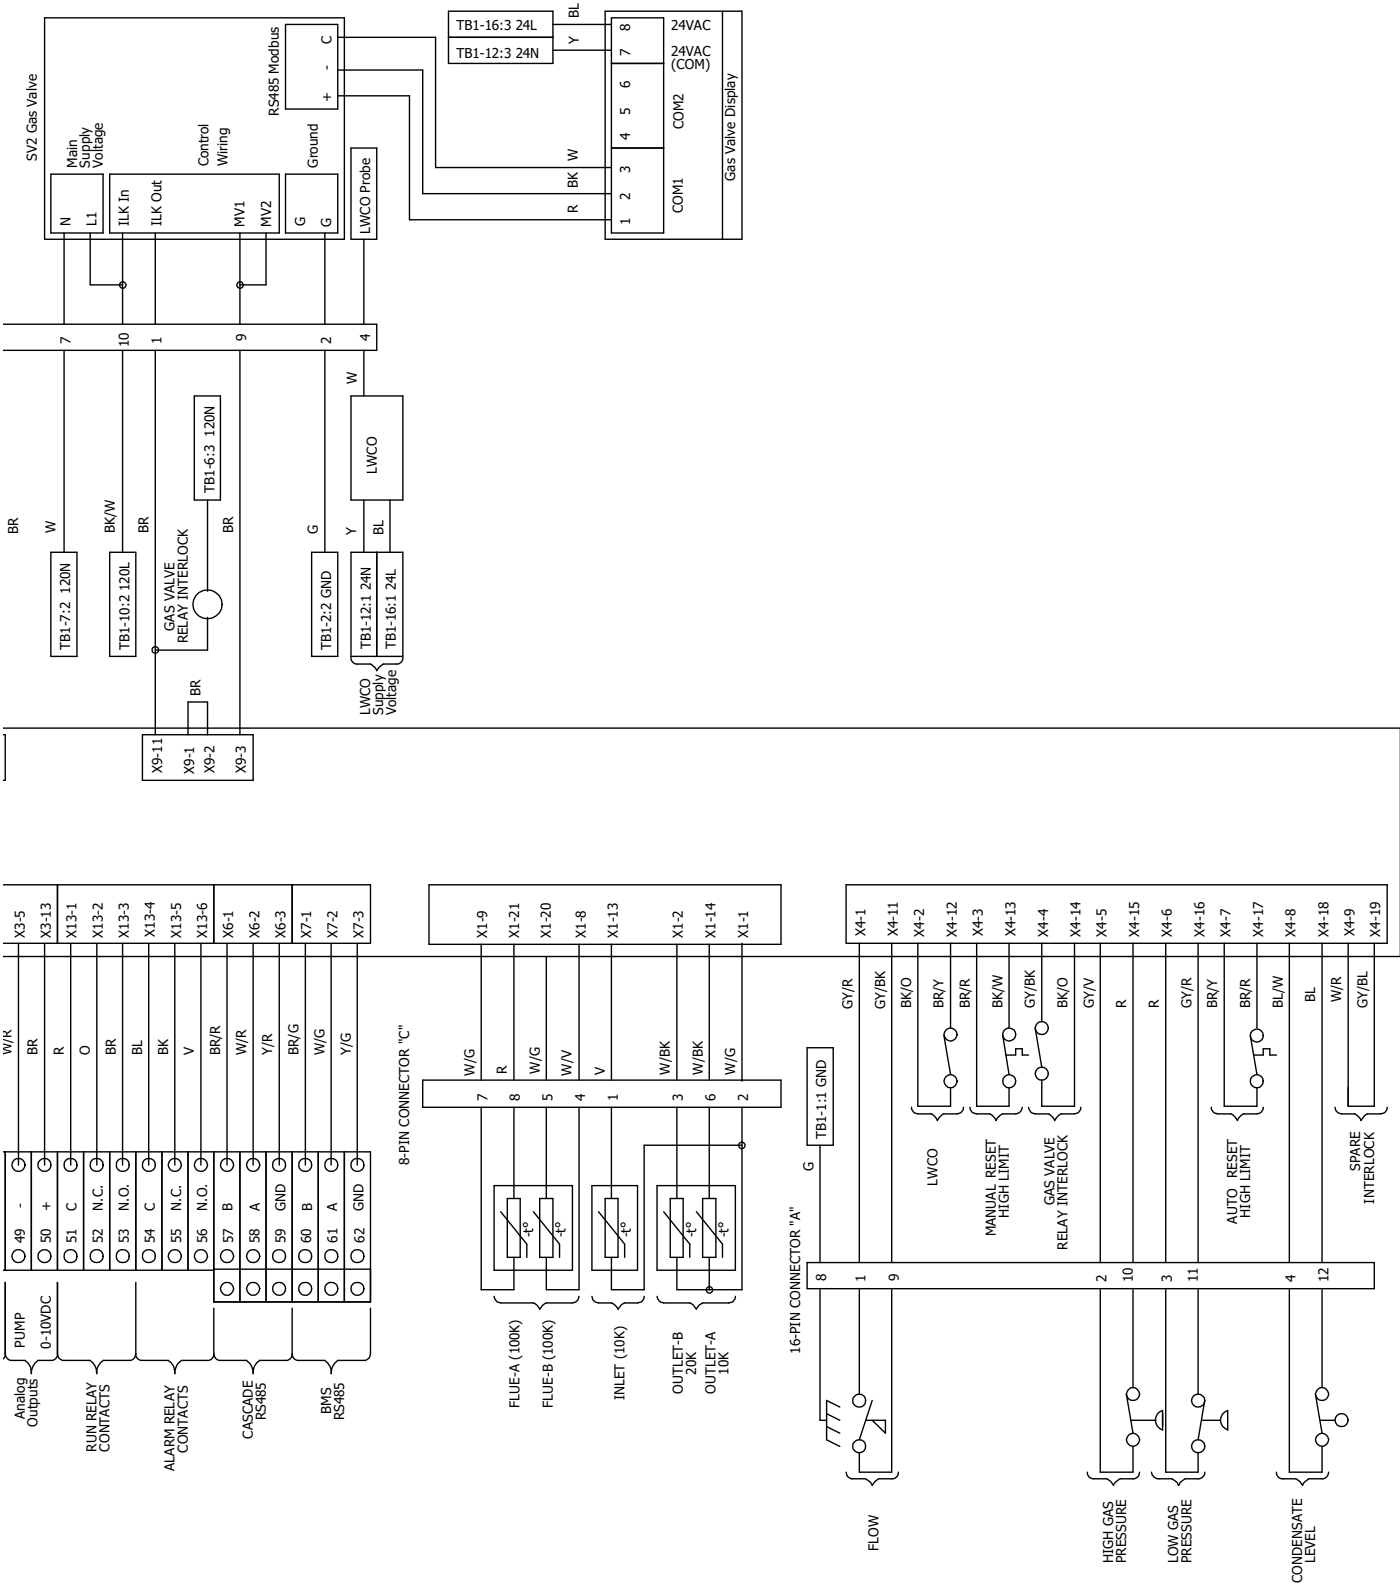 SV2 Gas Valve
Main
Supply
Voltage
N
L1
ILK In
ILK Out
Control
Wiring
MV1
MV2
RS485 Modbus
C
-
+
Ground
G
G
LWCO Probe
TB1-16:3 24L
TB1-12:3 24N
BL
Y
8
7
6
5
4
3
2
1
24VAC
24VAC
(COM)
COM2
COM1
Gas Valve Display
W
BK
R
7
10
1
9
2
4
BR
W
BK/W
BR
BR
G
W
Y
BL
TB1-7:2 120N
TB1-10:2 120L
GAS VALVE
RELAY INTERLOCK
TB1-6:3 120N
TB1-2:2 GND
LWCO
TB1-12:1 24N
TB1-16:1 24L
LWCO
Supply
Voltage
BR
X9-11
X9-1
X9-2
X9-3
X3-5
X3-13
X13-1
X13-2
X13-3
X13-4
X13-5
X13-6
X6-1
X6-2
X6-3
X7-1
X7-2
X7-3
W/R
BR
R
O
BR
BL
BK
V
BR/R
W/R
Y/R
BR/G
W/G
Y/G
49 -
50 +
51 C
52 N.C.
53 N.O.
54 C
55 N.C.
56 N.O.
57 B
58 A
59 GND
60 B
61 A
62 GND
PUMP
0-10VDC
Analog
Outputs
RUN RELAY
CONTACTS
ALARM RELAY
CONTACTS
CASCADE
RS485
BMS
RS485
X1-9
X1-21
X1-20
X1-8
X1-13
X1-2
X1-14
X1-1
8-PIN CONNECTOR "C"
W/G
R
W/G
W/V
V
W/BK
W/BK
W/G
7
8
5
4
1
3
6
2
-t°
-t°
-t°
-t°
-t°
FLUE-A (100K)
FLUE-B (100K)
INLET (10K)
OUTLET-B
20K
OUTLET-A
10K
X4-1
X4-11
X4-2
X4-12
X4-3
X4-13
X4-4
X4-14
X4-5
X4-15
X4-6
X4-16
X4-7
X4-17
X4-8
X4-18
X4-9
X4-19
GY/R
GY/BK
BK/O
BR/Y
BR/R
BK/W
GY/BK
BK/O
GY/V
R
R
GY/R
BR/Y
BR/R
BL/W
BL
W/R
GY/BL
TB1-1:1 GND
G
LWCO
MANUAL RESET
HIGH LIMIT
GAS VALVE
RELAY INTERLOCK
AUTO RESET
HIGH LIMIT
SPARE
INTERLOCK
16-PIN CONNECTOR "A"
8
1
9
2
10
3
11
4
12
FLOW
HIGH GAS
PRESSURE
LOW GAS
PRESSURE
CONDENSATE
LEVEL